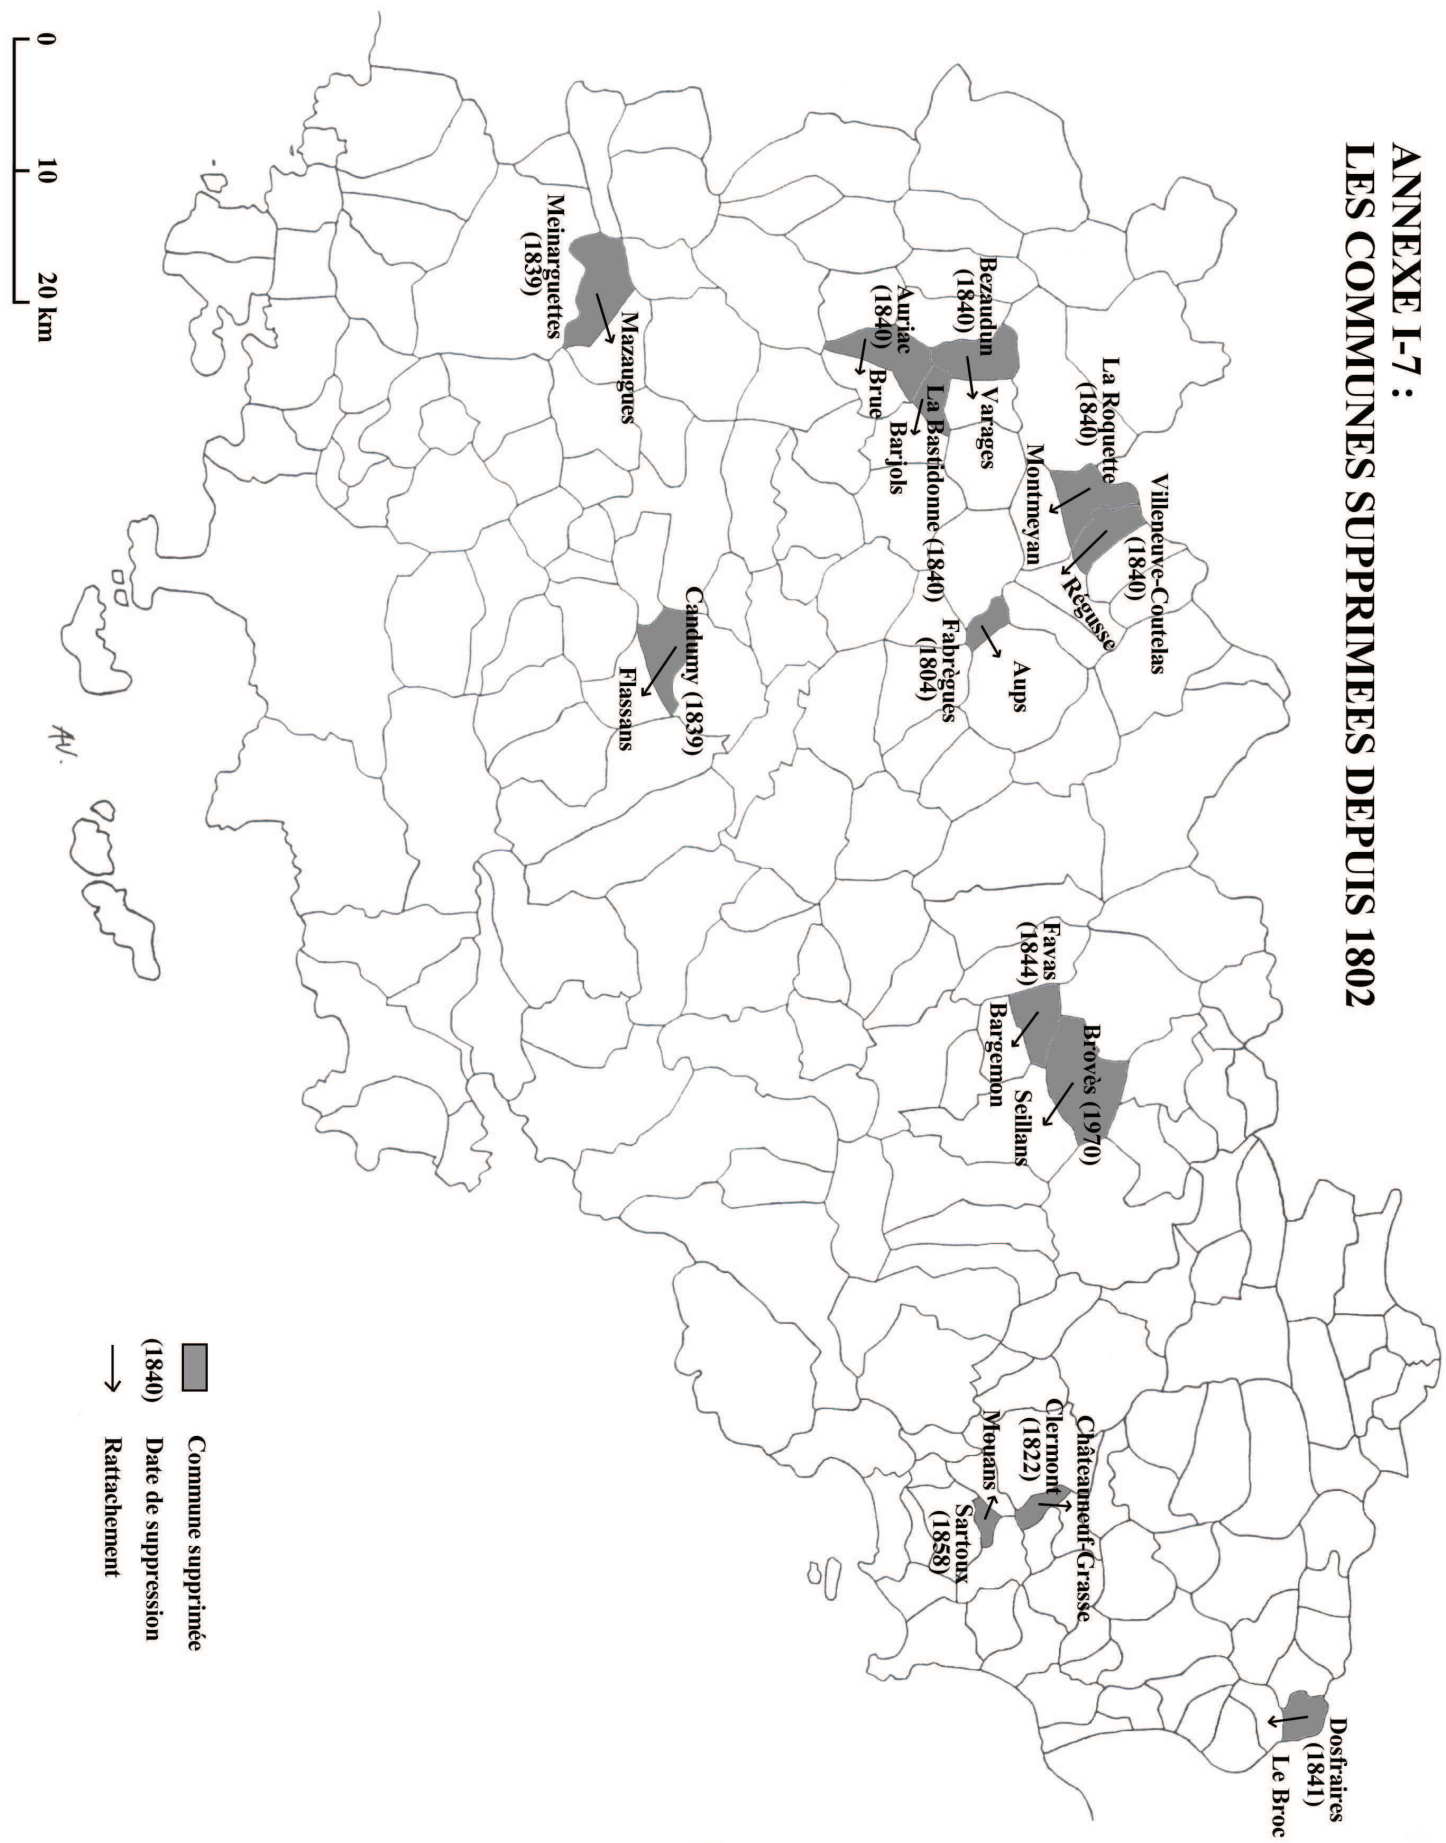 ANNEXE I-7 :
LES COMMUNES SUPPRIMEES DEPUIS 1802
Dosfraires
(1841)
Le Broc
Villeneuve-Coutelas
(1840)
La Roquette
(1840)
Montmeyan
Régusse
Bezaudun
(1840)
Varages
Auriac
(1840)
Brue
La Bastidonne (1840)
Barjols
Aups
Fabrègues
(1804)
Brovès (1970)
Seillans
Favas
(1844)
Bargemon
Châteauneuf-Grasse
Clermont
(1822)
Mouans
Sartoux
(1858)
Candumy (1839)
Flassans
Mazaugues
Meinarguettes
(1839)
Commune supprimée
(1840) Date de suppression
Rattachement
0 10 20 km
AV.